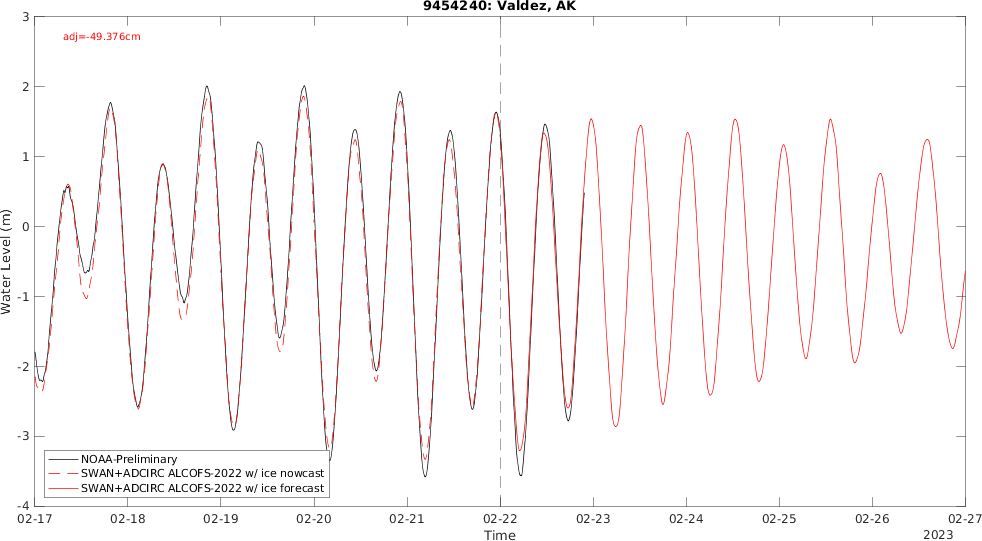 9454240: Valdez, AK
adj=-49.376cm
3
2
1
0
-1
-2
-3
-4
Water Level (m)
NOAA-Preliminary
SWAN+ADCIRC ALCOFS-2022 w/ ice nowcast
SWAN+ADCIRC ALCOFS-2022 w/ ice forecast
02-17 02-18 02-19 02-20 02-21 02-22 02-23 02-24 02-25 02-26 02-27
Time
2023